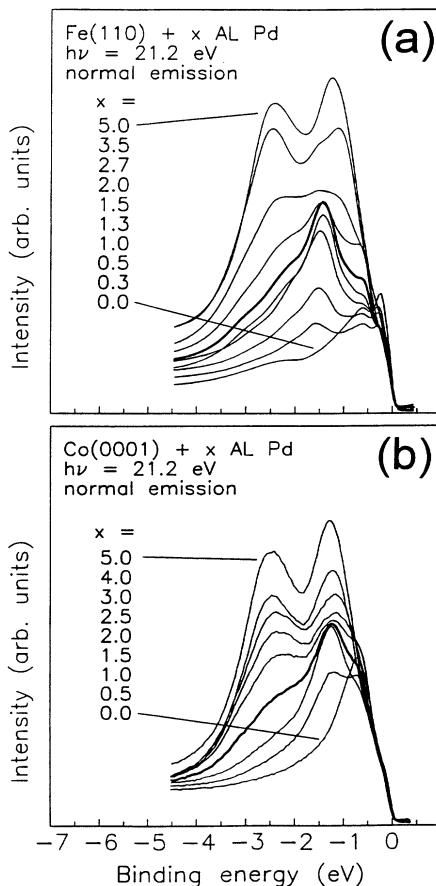 Fe(110) + x AL Pd
(a)
hν = 21.2 eV
normal emission
x =
5.0
3.5
2.7
2.0
1.5
1.3
1.0
0.5
0.3
0.0
Intensity (arb. units)
Co(0001) + x AL Pd
(b)
hν = 21.2 eV
normal emission
x =
5.0
4.0
3.0
2.5
2.0
1.5
1.0
0.5
0.0
Intensity (arb. units)
−7 −6 −5 −4 −3 −2 −1 0
Binding energy (eV)